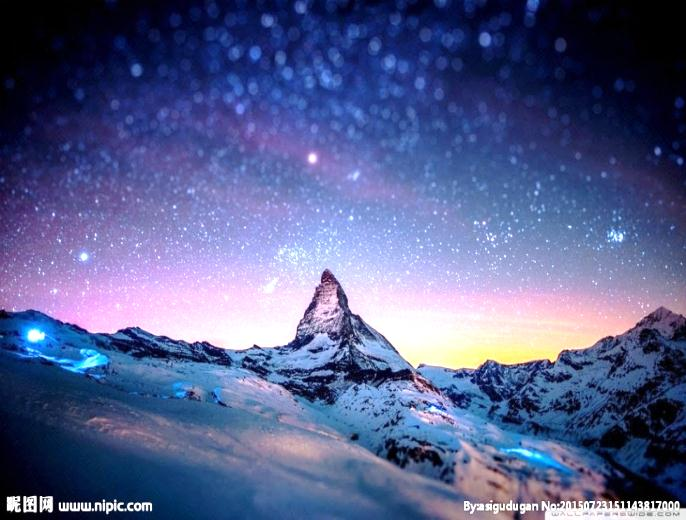 昵图网 www.nipic.com
By:asigudugan No:20150723151143817000
WALLPAPERSWIDE.COM